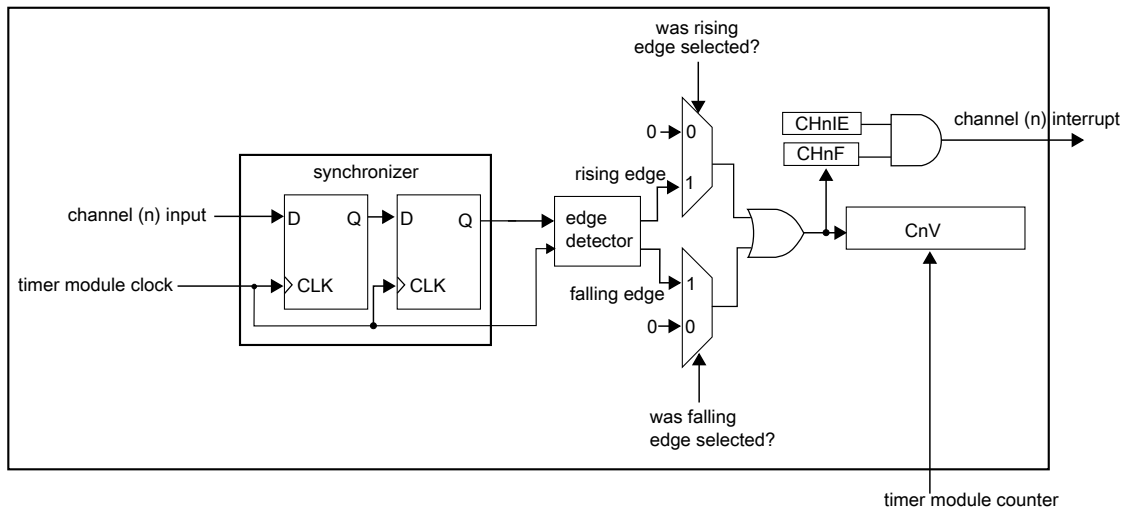 was rising
edge selected?
0
0
CHnIE
channel (n) interrupt
CHnF
synchronizer
rising edge
1
channel (n) input
D
Q
D
Q
edge
detector
CnV
timer module clock
CLK
CLK
falling edge
1
0
0
was falling
edge selected?
timer module counter